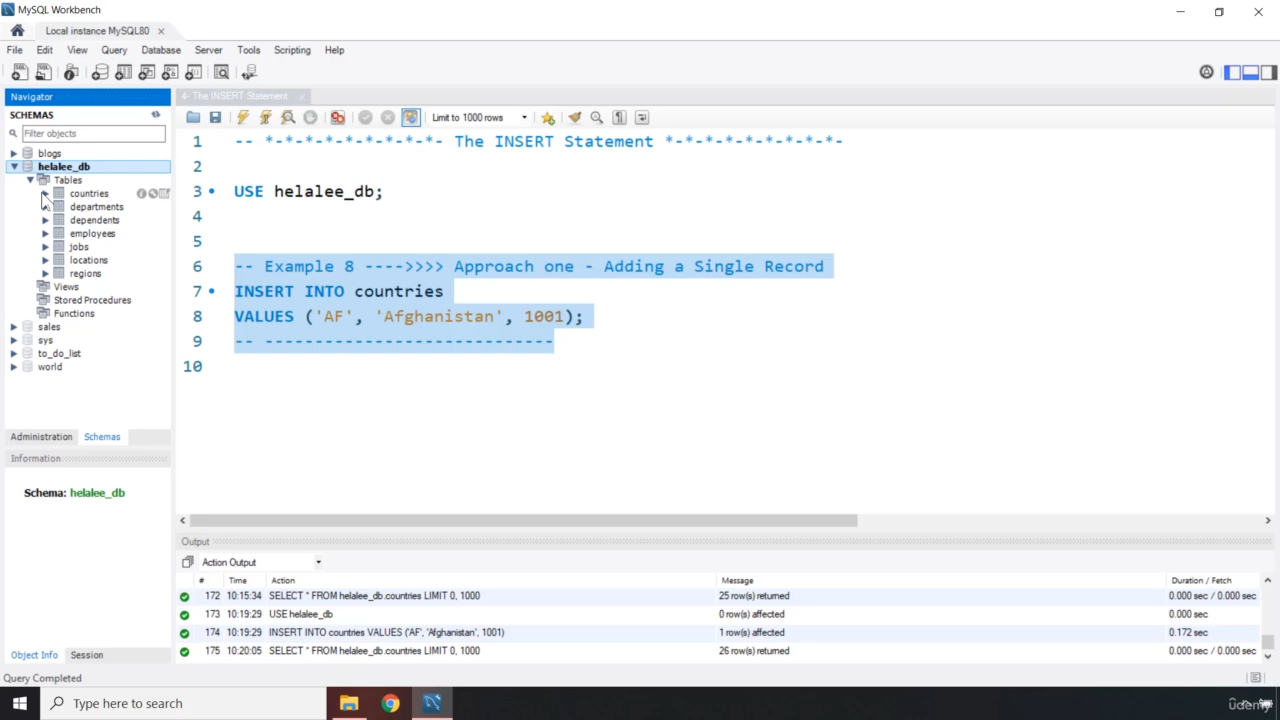 MySQL Workbench
Local instance MySQL80
File Edit View Query Database Server Tools Scripting Help
Navigator
SCHEMAS
Filter objects
blogs
helalee_db
Tables
countries
departments
dependents
employees
jobs
locations
regions
Views
Stored Procedures
Functions
sales
sys
to_do_list
world
Administration Schemas
Information
Schema: helalee_db
Object Info Session
Query Completed
4- The INSERT Statement
Limit to 1000 rows
1 -- *-*-*-*-*-*-*-*-*- The INSERT Statement *-*-*-*-*-*-*-*-*-
2
3 USE helalee_db;
4
5
6 -- Example 8 ---->>>> Approach one - Adding a Single Record
7 INSERT INTO countries
8 VALUES ('AF', 'Afghanistan', 1001);
9 -- -----------------------------
10
Output
Action Output
# Time Action Message Duration / Fetch
172 10:15:34 SELECT * FROM helalee_db.countries LIMIT 0, 1000 25 row(s) returned 0.000 sec / 0.000 sec
173 10:19:29 USE helalee_db 0 row(s) affected 0.000 sec
174 10:19:29 INSERT INTO countries VALUES ('AF', 'Afghanistan', 1001) 1 row(s) affected 0.172 sec
175 10:20:05 SELECT * FROM helalee_db.countries LIMIT 0, 1000 26 row(s) returned 0.000 sec / 0.000 sec
Type here to search
udemy